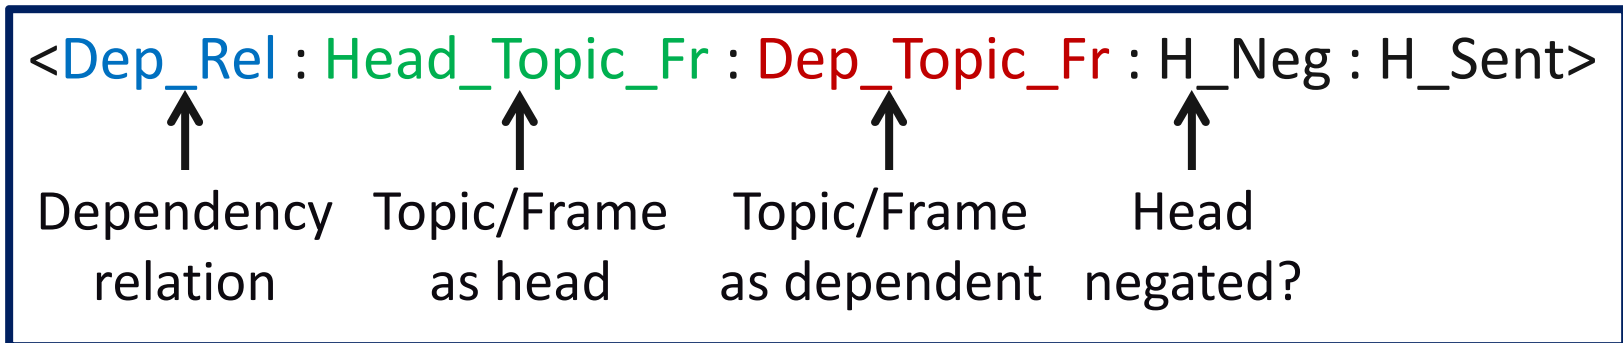 <Dep_Rel : Head_Topic_Fr : Dep_Topic_Fr : H_Neg : H_Sent>
Dependency Topic/Frame Topic/Frame Head
relation as head as dependent negated?